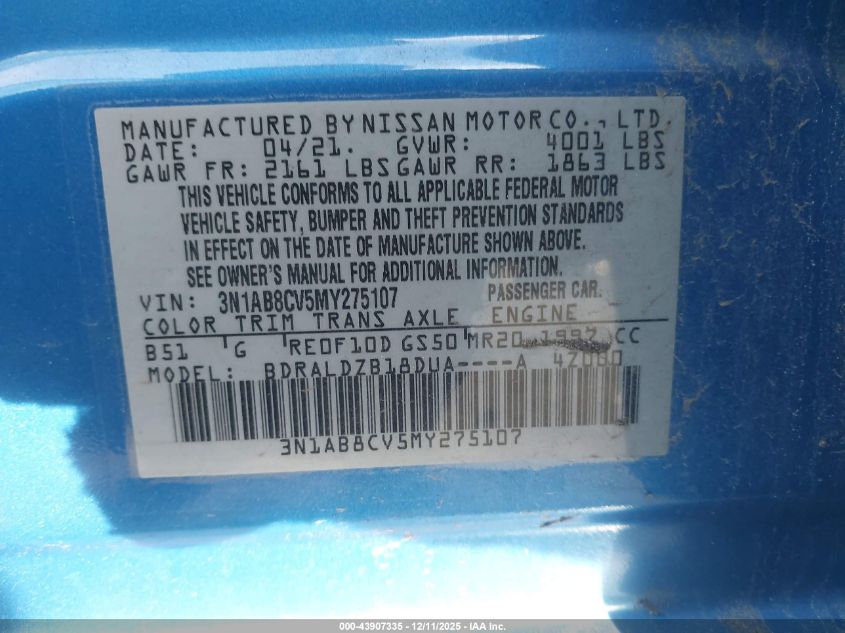 MANUFACTURED BY NISSAN MOTOR CO., LTD.
DATE: 04/21. GVWR: 4001 LBS
GAWR FR: 2161 LBS GAWR RR: 1863 LBS
THIS VEHICLE CONFORMS TO ALL APPLICABLE FEDERAL MOTOR
VEHICLE SAFETY, BUMPER AND THEFT PREVENTION STANDARDS
IN EFFECT ON THE DATE OF MANUFACTURE SHOWN ABOVE.
SEE OWNER'S MANUAL FOR ADDITIONAL INFORMATION.
VIN: 3N1AB8CV5MY275107 PASSENGER CAR.
COLOR TRIM TRANS AXLE ENGINE
B51 G RE0F10D GS50 MR20 1997 CC
MODEL: BDRALDZB18DUA----A
3N1AB8CV5MY275107
000-43907335 - 12/11/2025 - IAA Inc.